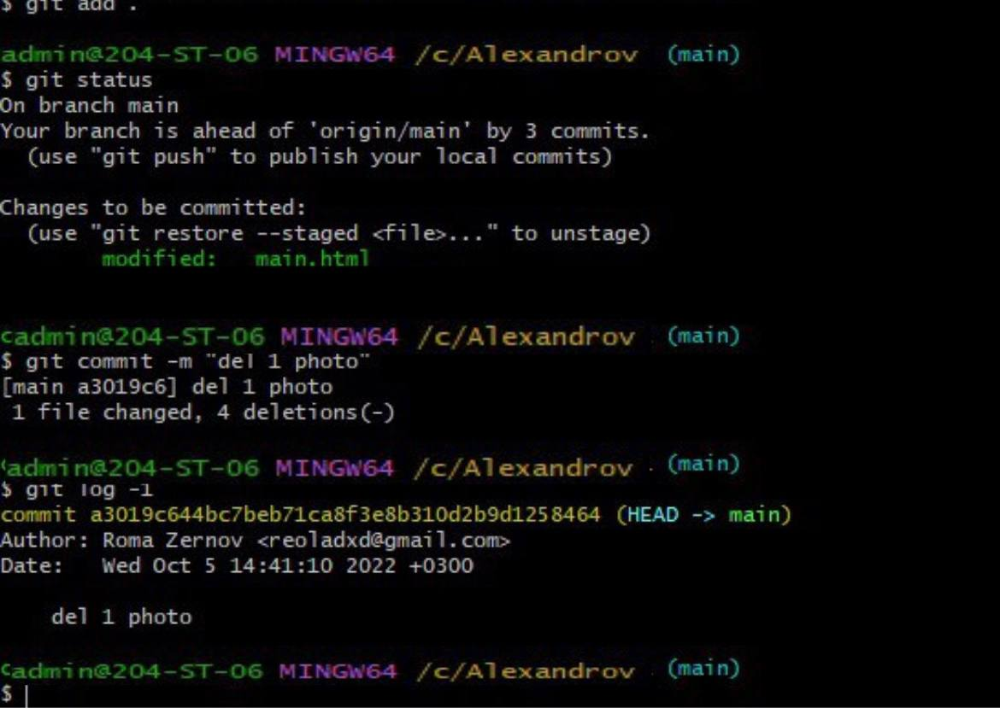 $ git add .
admin@204-ST-06 MINGW64 /c/Alexandrov (main)
$ git status
On branch main
Your branch is ahead of 'origin/main' by 3 commits.
  (use "git push" to publish your local commits)
Changes to be committed:
  (use "git restore --staged <file>..." to unstage)
        modified:   main.html
admin@204-ST-06 MINGW64 /c/Alexandrov (main)
$ git commit -m "del 1 photo"
[main a3019c6] del 1 photo
 1 file changed, 4 deletions(-)
admin@204-ST-06 MINGW64 /c/Alexandrov (main)
$ git log -1
commit a3019c644bc7beb71ca8f3e8b310d2b9d1258464 (HEAD -> main)
Author: Roma Zernov <reoladxd@gmail.com>
Date:   Wed Oct 5 14:41:10 2022 +0300
    del 1 photo
admin@204-ST-06 MINGW64 /c/Alexandrov (main)
$